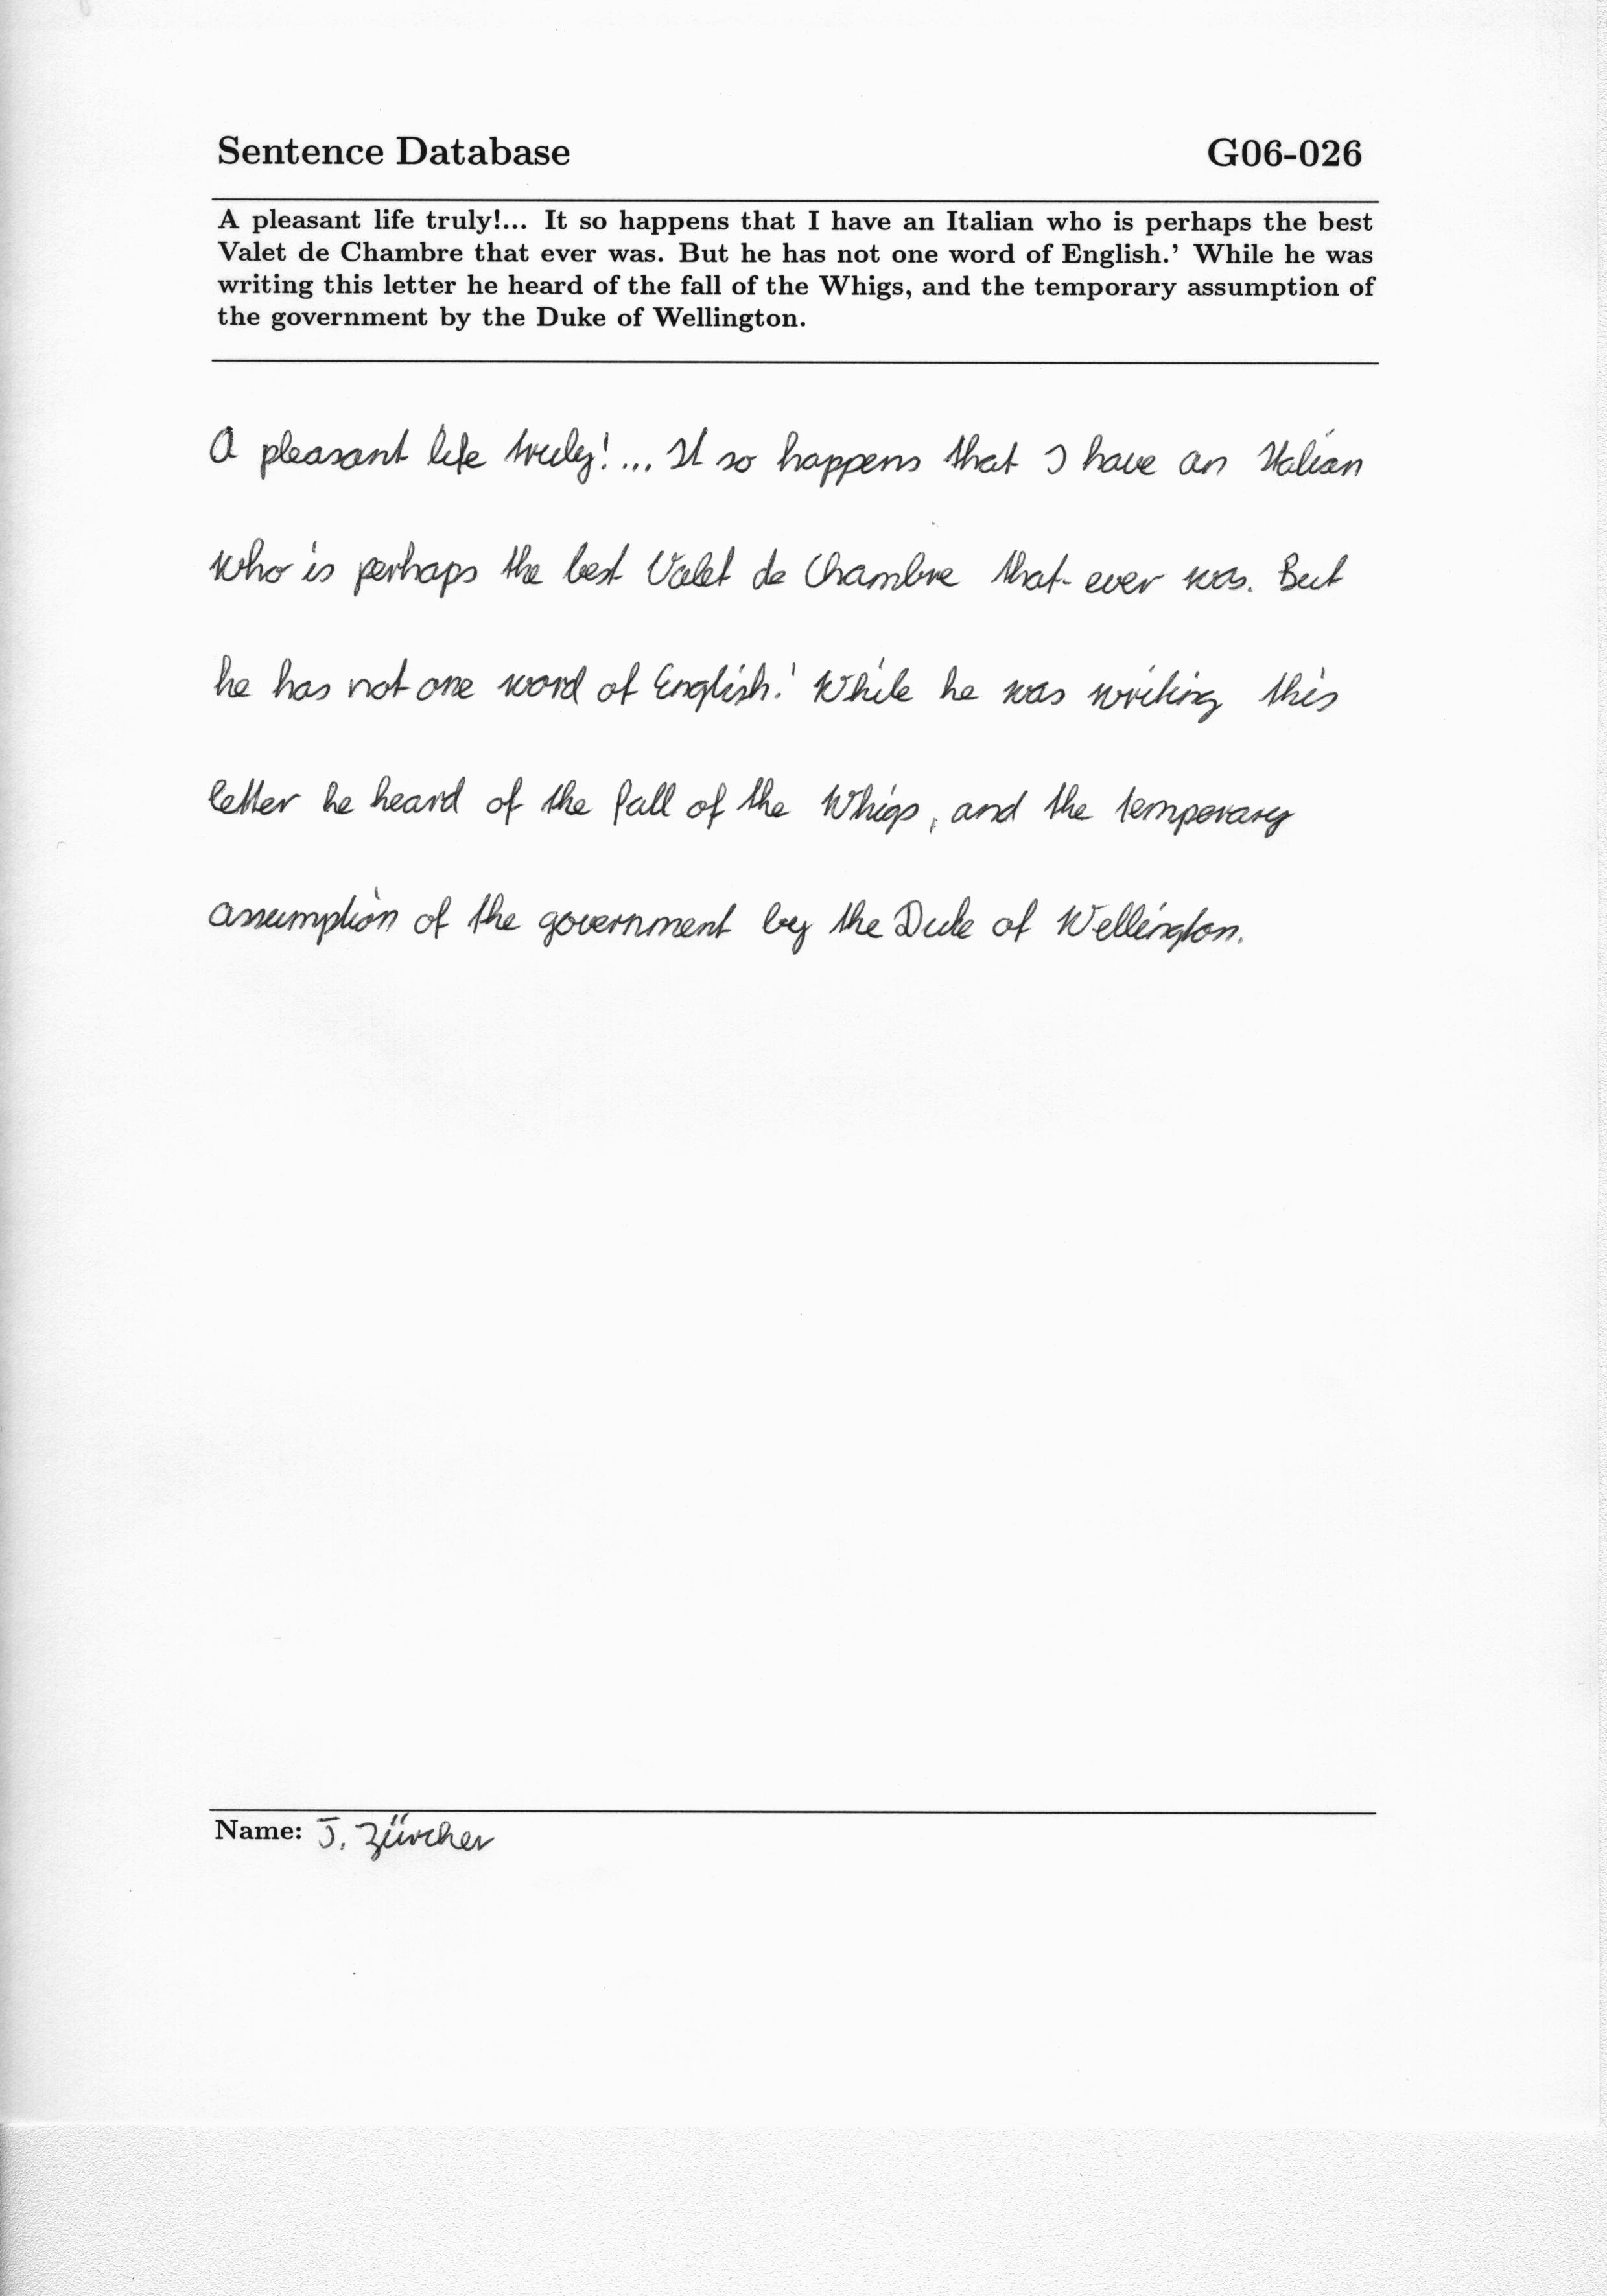 Sentence Database G06-026
A pleasant life truly!... It so happens that I have an Italian who is perhaps the best
Valet de Chambre that ever was. But he has not one word of English.' While he was
writing this letter he heard of the fall of the Whigs, and the temporary assumption of
the government by the Duke of Wellington.
A pleasant life truly!... It so happens that I have an Italian
who is perhaps the best Valet de Chambre that ever was. But
he has not one word of English.' While he was writing this
letter he heard of the fall of the Whigs, and the temporary
assumption of the government by the Duke of Wellington.
Name: J. Zürcher